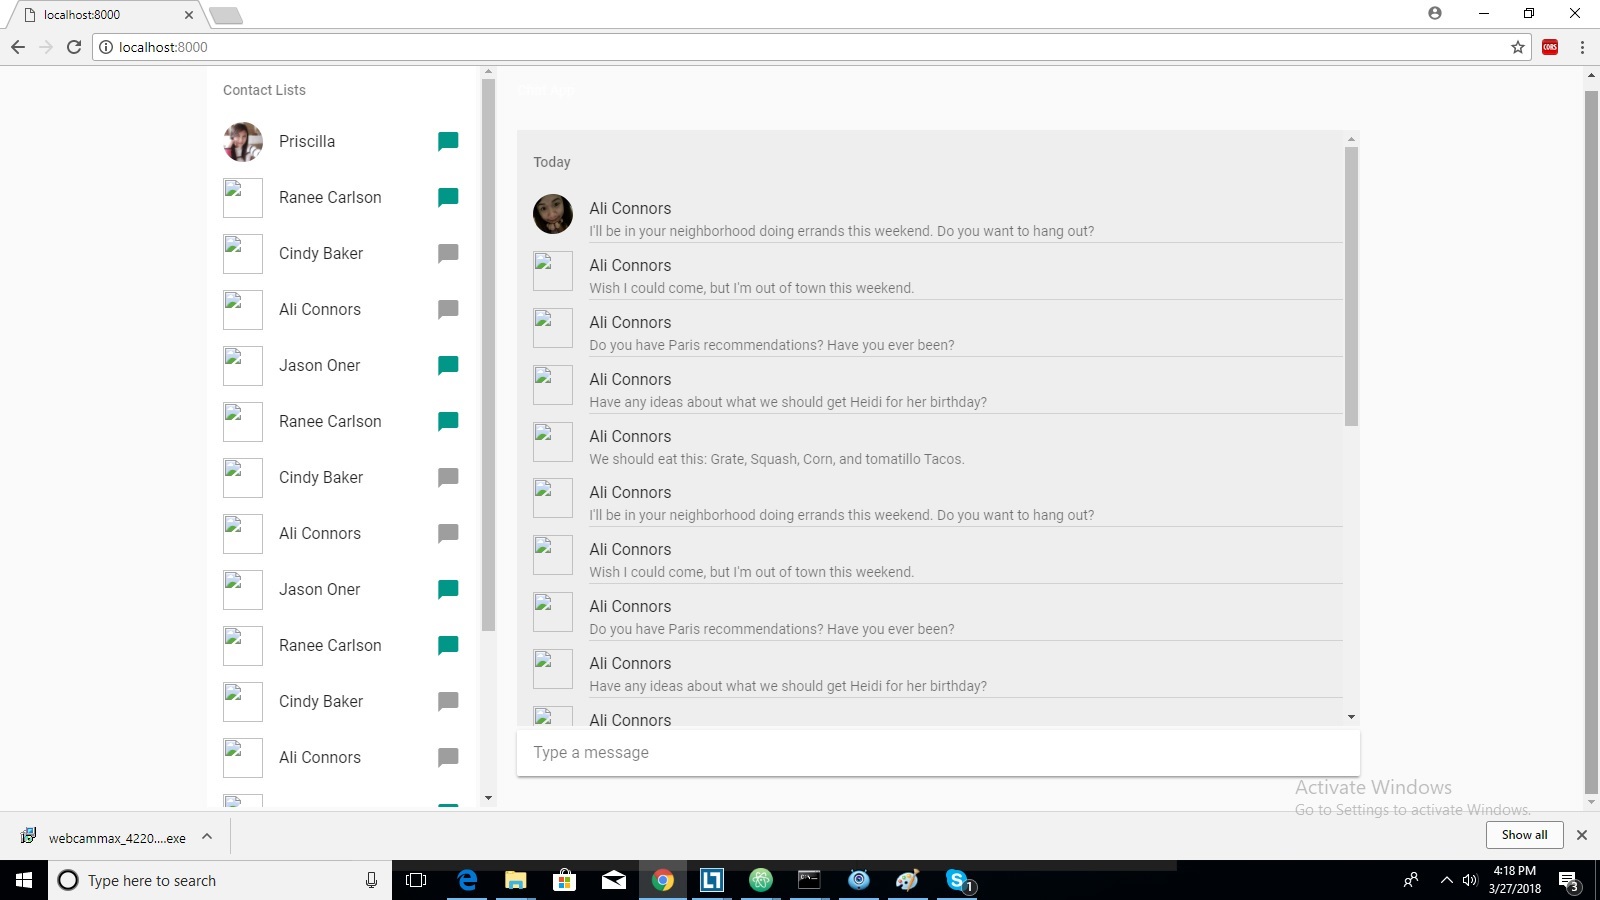 localhost:8000
localhost:8000
CORS
Contact Lists
Priscilla
Ranee Carlson
Cindy Baker
Ali Connors
Jason Oner
Ranee Carlson
Cindy Baker
Ali Connors
Jason Oner
Ranee Carlson
Cindy Baker
Ali Connors
Today
Ali Connors
I'll be in your neighborhood doing errands this weekend. Do you want to hang out?
Ali Connors
Wish I could come, but I'm out of town this weekend.
Ali Connors
Do you have Paris recommendations? Have you ever been?
Ali Connors
Have any ideas about what we should get Heidi for her birthday?
Ali Connors
We should eat this: Grate, Squash, Corn, and tomatillo Tacos.
Ali Connors
I'll be in your neighborhood doing errands this weekend. Do you want to hang out?
Ali Connors
Wish I could come, but I'm out of town this weekend.
Ali Connors
Do you have Paris recommendations? Have you ever been?
Ali Connors
Have any ideas about what we should get Heidi for her birthday?
Ali Connors
Type a message
Activate Windows
Go to Settings to activate Windows.
webcammax_4220....exe
Show all
Type here to search
1
4:18 PM
3/27/2018
3